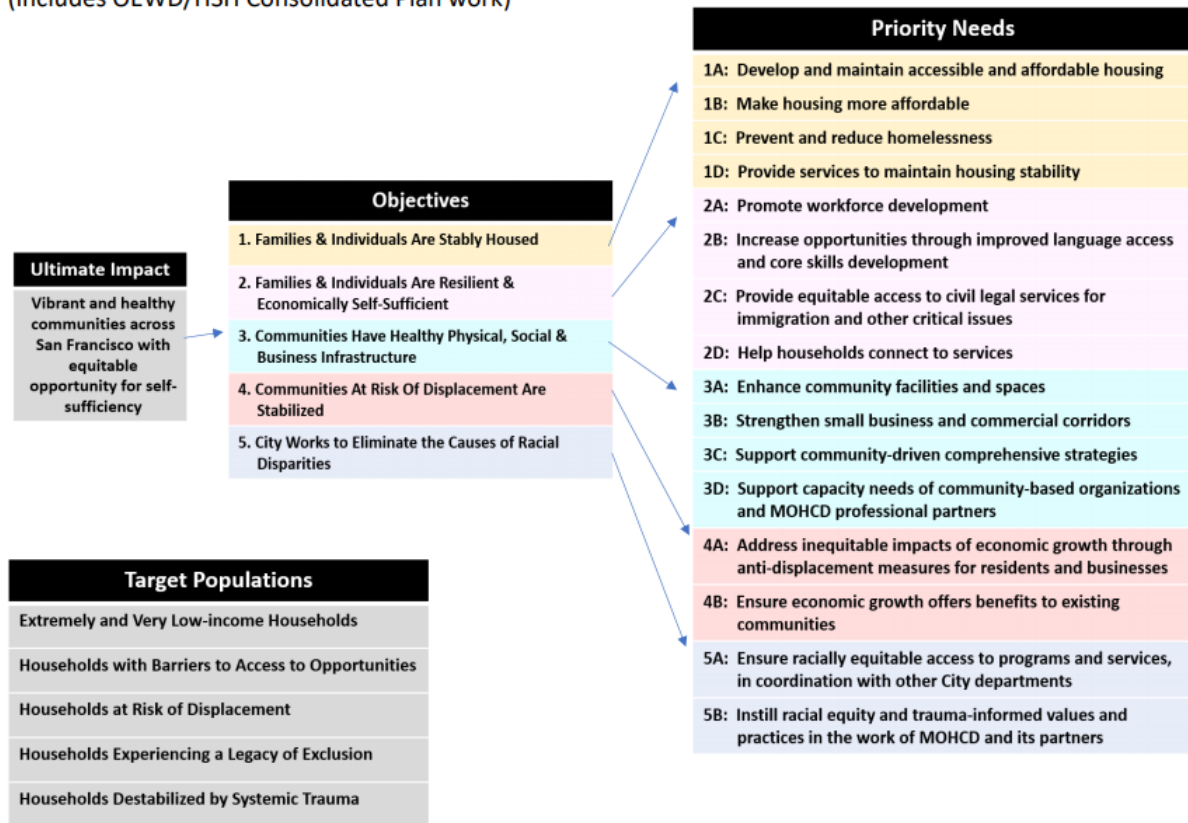 (includes OEWD/HSH Consolidated Plan work)
Ultimate Impact
Vibrant and healthy
communities across
San Francisco with
equitable
opportunity for self-
sufficiency
Objectives
1. Families & Individuals Are Stably Housed
2. Families & Individuals Are Resilient &
Economically Self-Sufficient
3. Communities Have Healthy Physical, Social &
Business Infrastructure
4. Communities At Risk Of Displacement Are
Stabilized
5. City Works to Eliminate the Causes of Racial
Disparities
Priority Needs
1A: Develop and maintain accessible and affordable housing
1B: Make housing more affordable
1C: Prevent and reduce homelessness
1D: Provide services to maintain housing stability
2A: Promote workforce development
2B: Increase opportunities through improved language access
and core skills development
2C: Provide equitable access to civil legal services for
immigration and other critical issues
2D: Help households connect to services
3A: Enhance community facilities and spaces
3B: Strengthen small business and commercial corridors
3C: Support community-driven comprehensive strategies
3D: Support capacity needs of community-based organizations
and MOHCD professional partners
4A: Address inequitable impacts of economic growth through
anti-displacement measures for residents and businesses
4B: Ensure economic growth offers benefits to existing
communities
5A: Ensure racially equitable access to programs and services,
in coordination with other City departments
5B: Instill racial equity and trauma-informed values and
practices in the work of MOHCD and its partners
Target Populations
Extremely and Very Low-income Households
Households with Barriers to Access to Opportunities
Households at Risk of Displacement
Households Experiencing a Legacy of Exclusion
Households Destabilized by Systemic Trauma